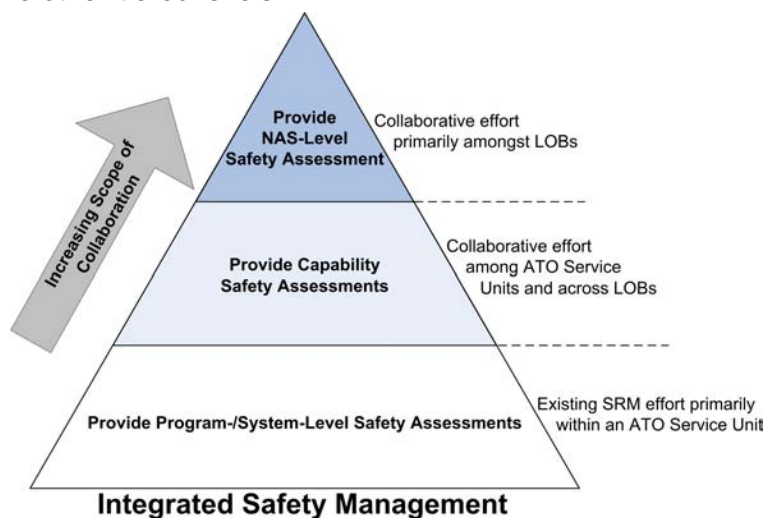 Provide
NAS-Level
Safety Assessment
Collaborative effort
primarily amongst LOBs
Increasing Scope of
Collaboration
Provide Capability
Safety Assessments
Collaborative effort
among ATO Service
Units and across LOBs
Provide Program-/System-Level Safety Assessments
Existing SRM effort primarily
within an ATO Service Unit
Integrated Safety Management